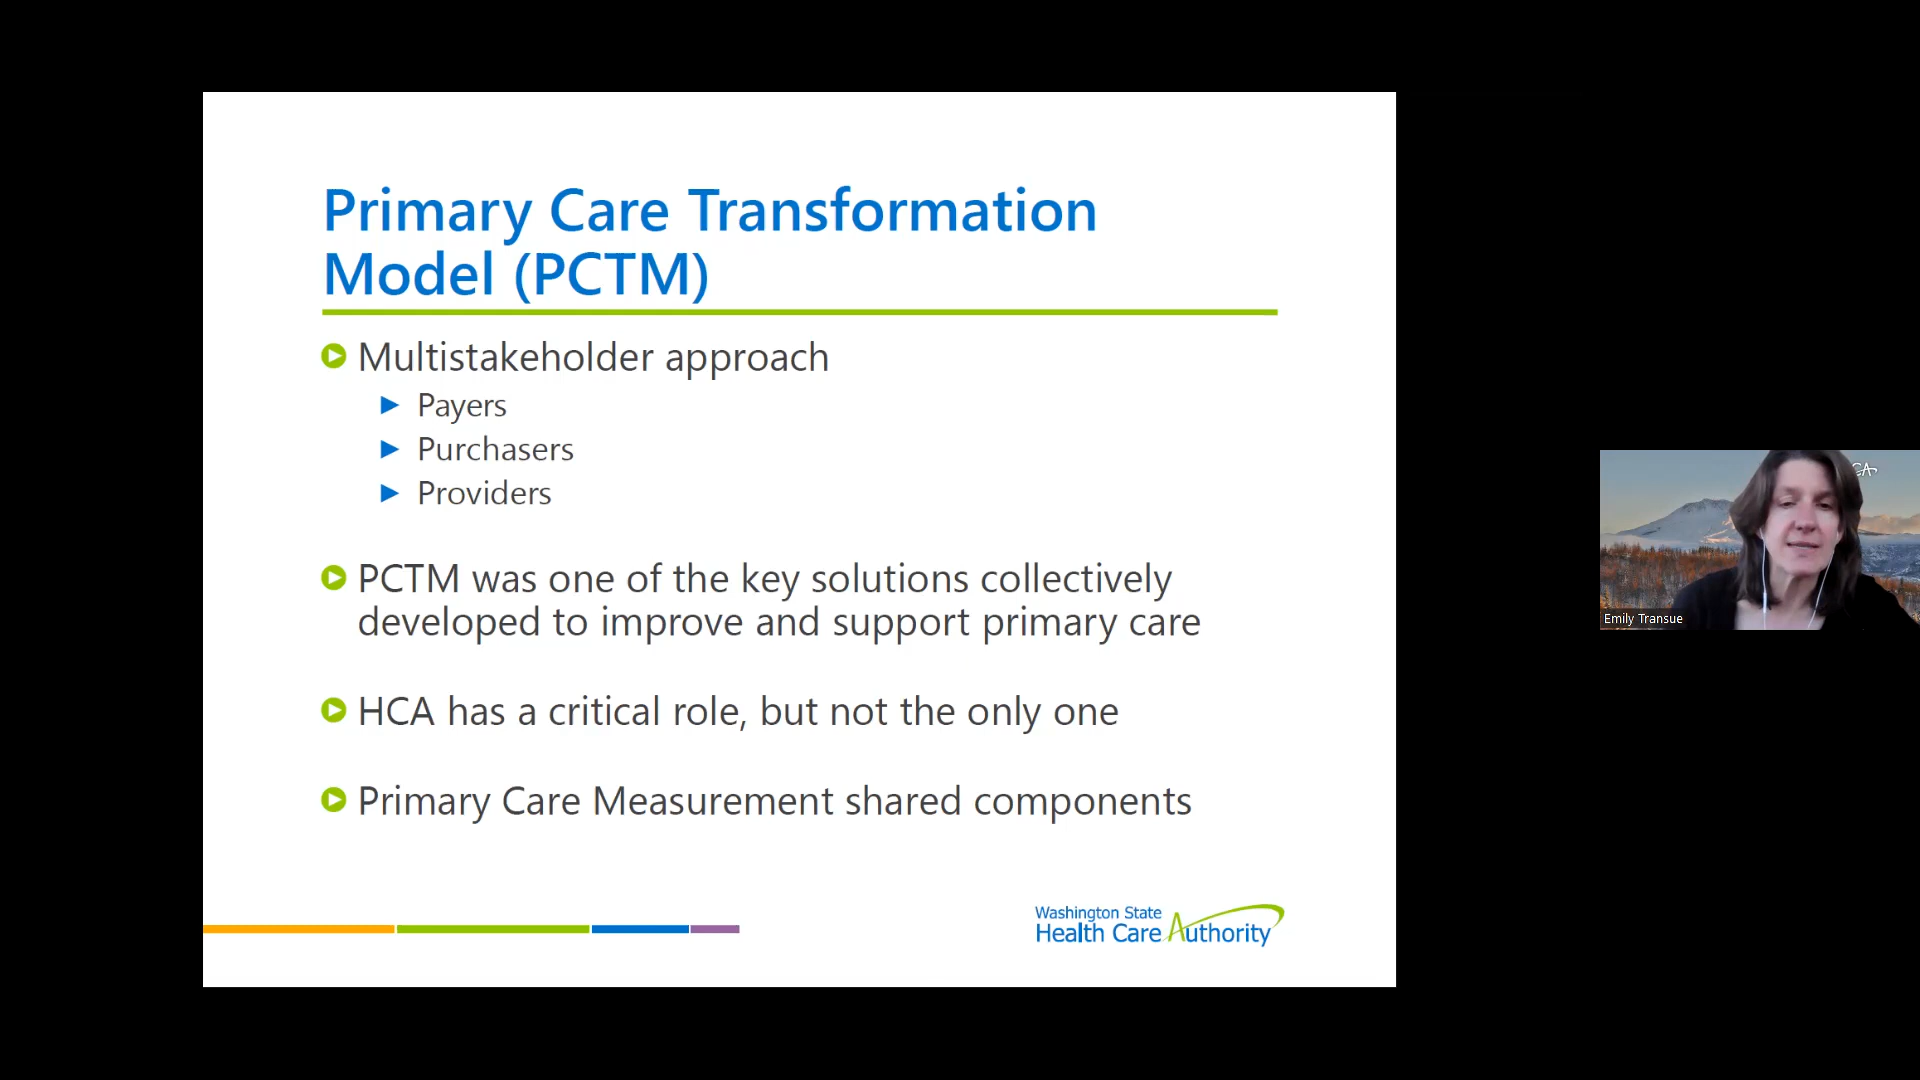 Primary Care Transformation
Model (PCTM)
Multistakeholder approach
Payers
Purchasers
Providers
PCTM was one of the key solutions collectively
developed to improve and support primary care
HCA has a critical role, but not the only one
Primary Care Measurement shared components
Washington State
Health Care Authority
CA
Emily Transue